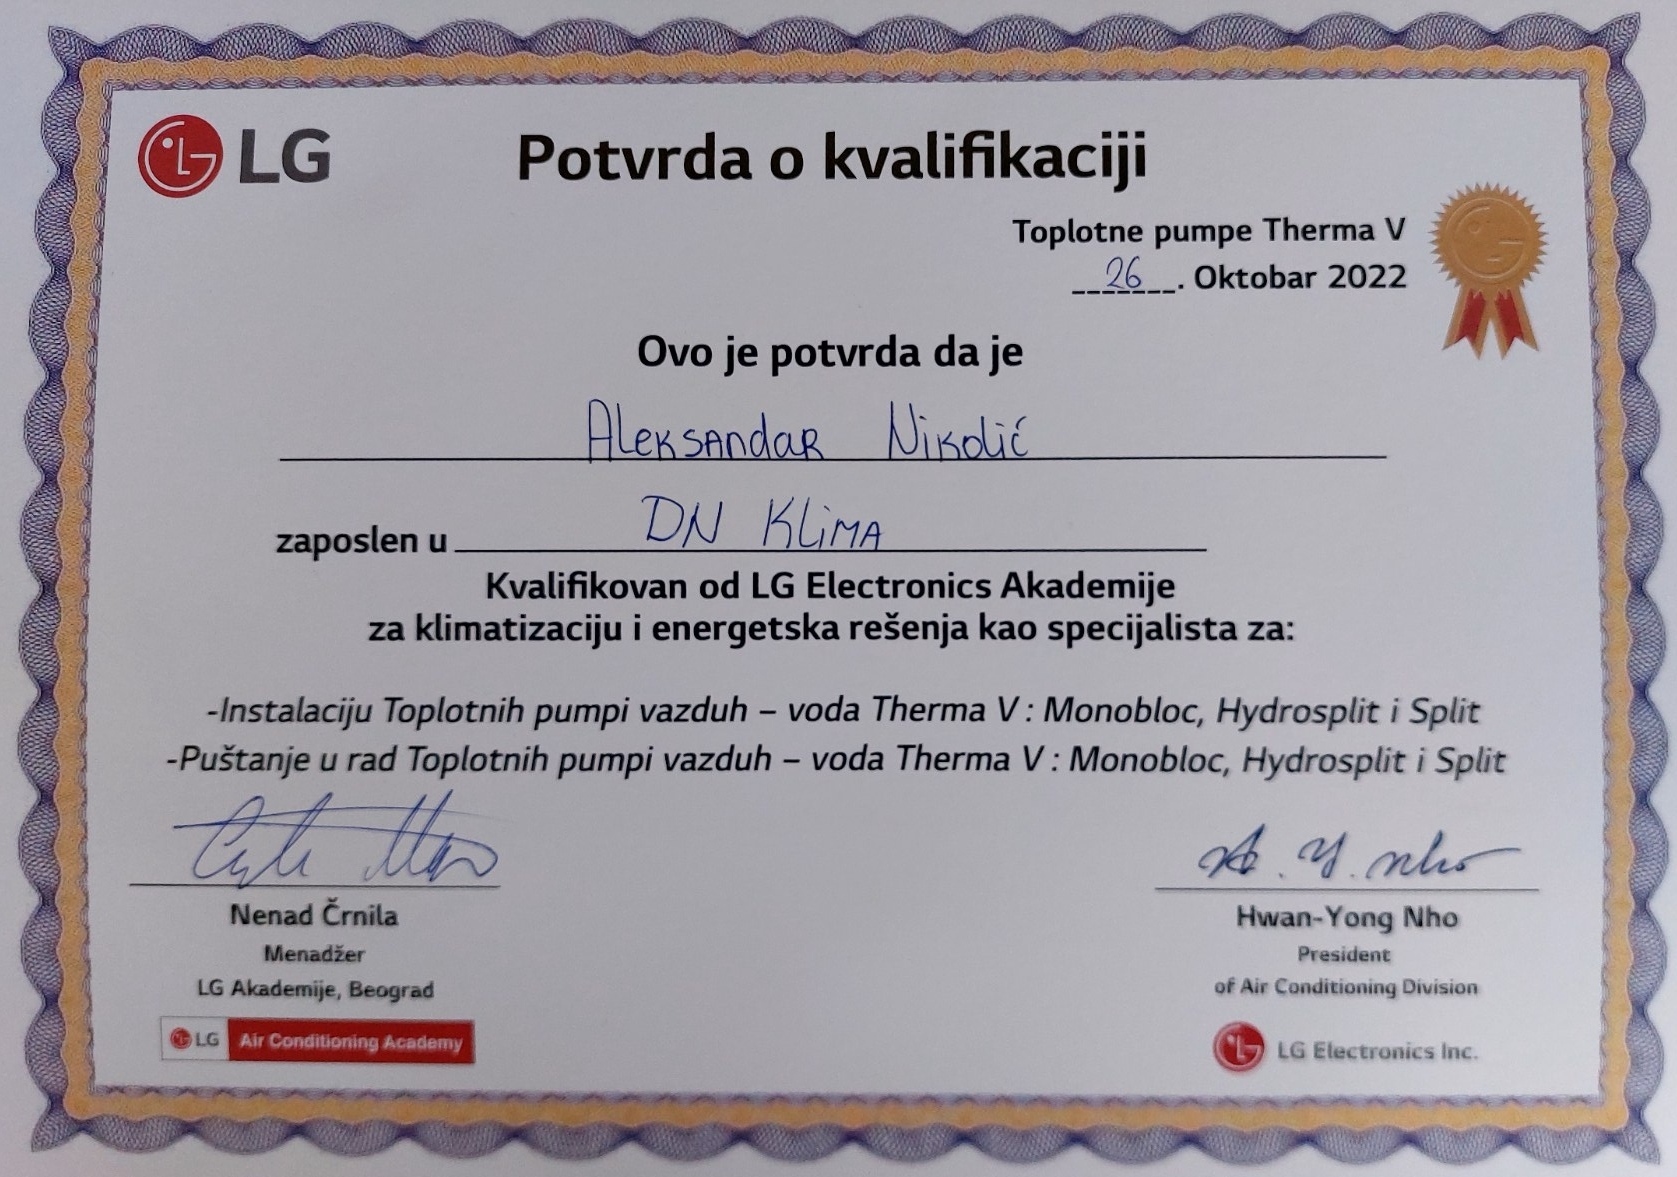 LG
Potvrda o kvalifikaciji
Toplotne pumpe Therma V
26. Oktobar 2022
Ovo je potvrda da je
Aleksandar Nikolić
zaposlen u DN Klima
Kvalifikovan od LG Electronics Akademije
za klimatizaciju i energetska rešenja kao specijalista za:
-Instalaciju Toplotnih pumpi vazduh – voda Therma V : Monobloc, Hydrosplit i Split
-Puštanje u rad Toplotnih pumpi vazduh – voda Therma V : Monobloc, Hydrosplit i Split
Nenad Črnila
Menadžer
LG Akademije, Beograd
LG Air Conditioning Academy
H. Y. Nho
Hwan-Yong Nho
President
of Air Conditioning Division
LG Electronics Inc.